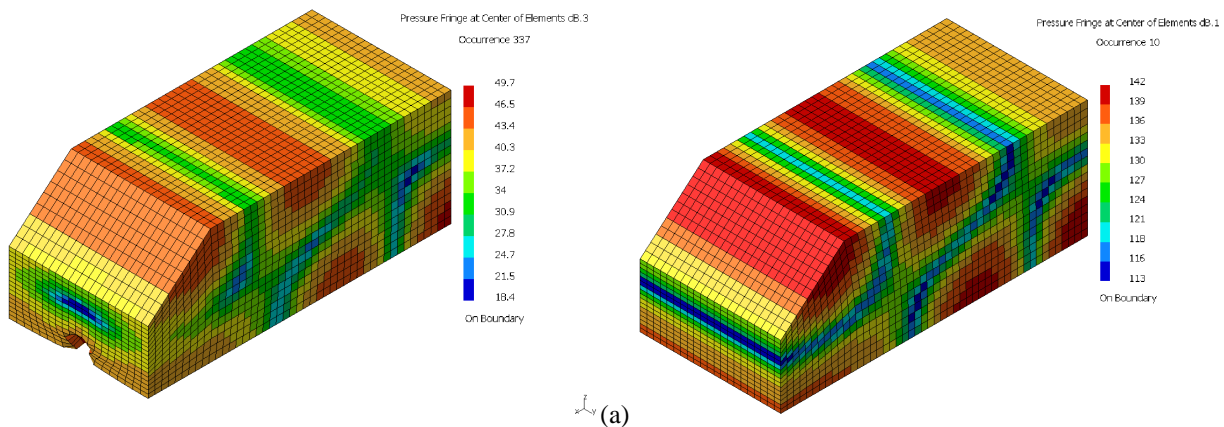 Pressure Fringe at Center of Elements dB.3
Occurrence 337
49.7
46.5
43.4
40.3
37.2
34
30.9
27.8
24.7
21.5
18.4
On Boundary
Pressure Fringe at Center of Elements dB.1
Occurrence 10
142
139
136
133
130
127
124
121
118
116
113
On Boundary
z
x y (a)